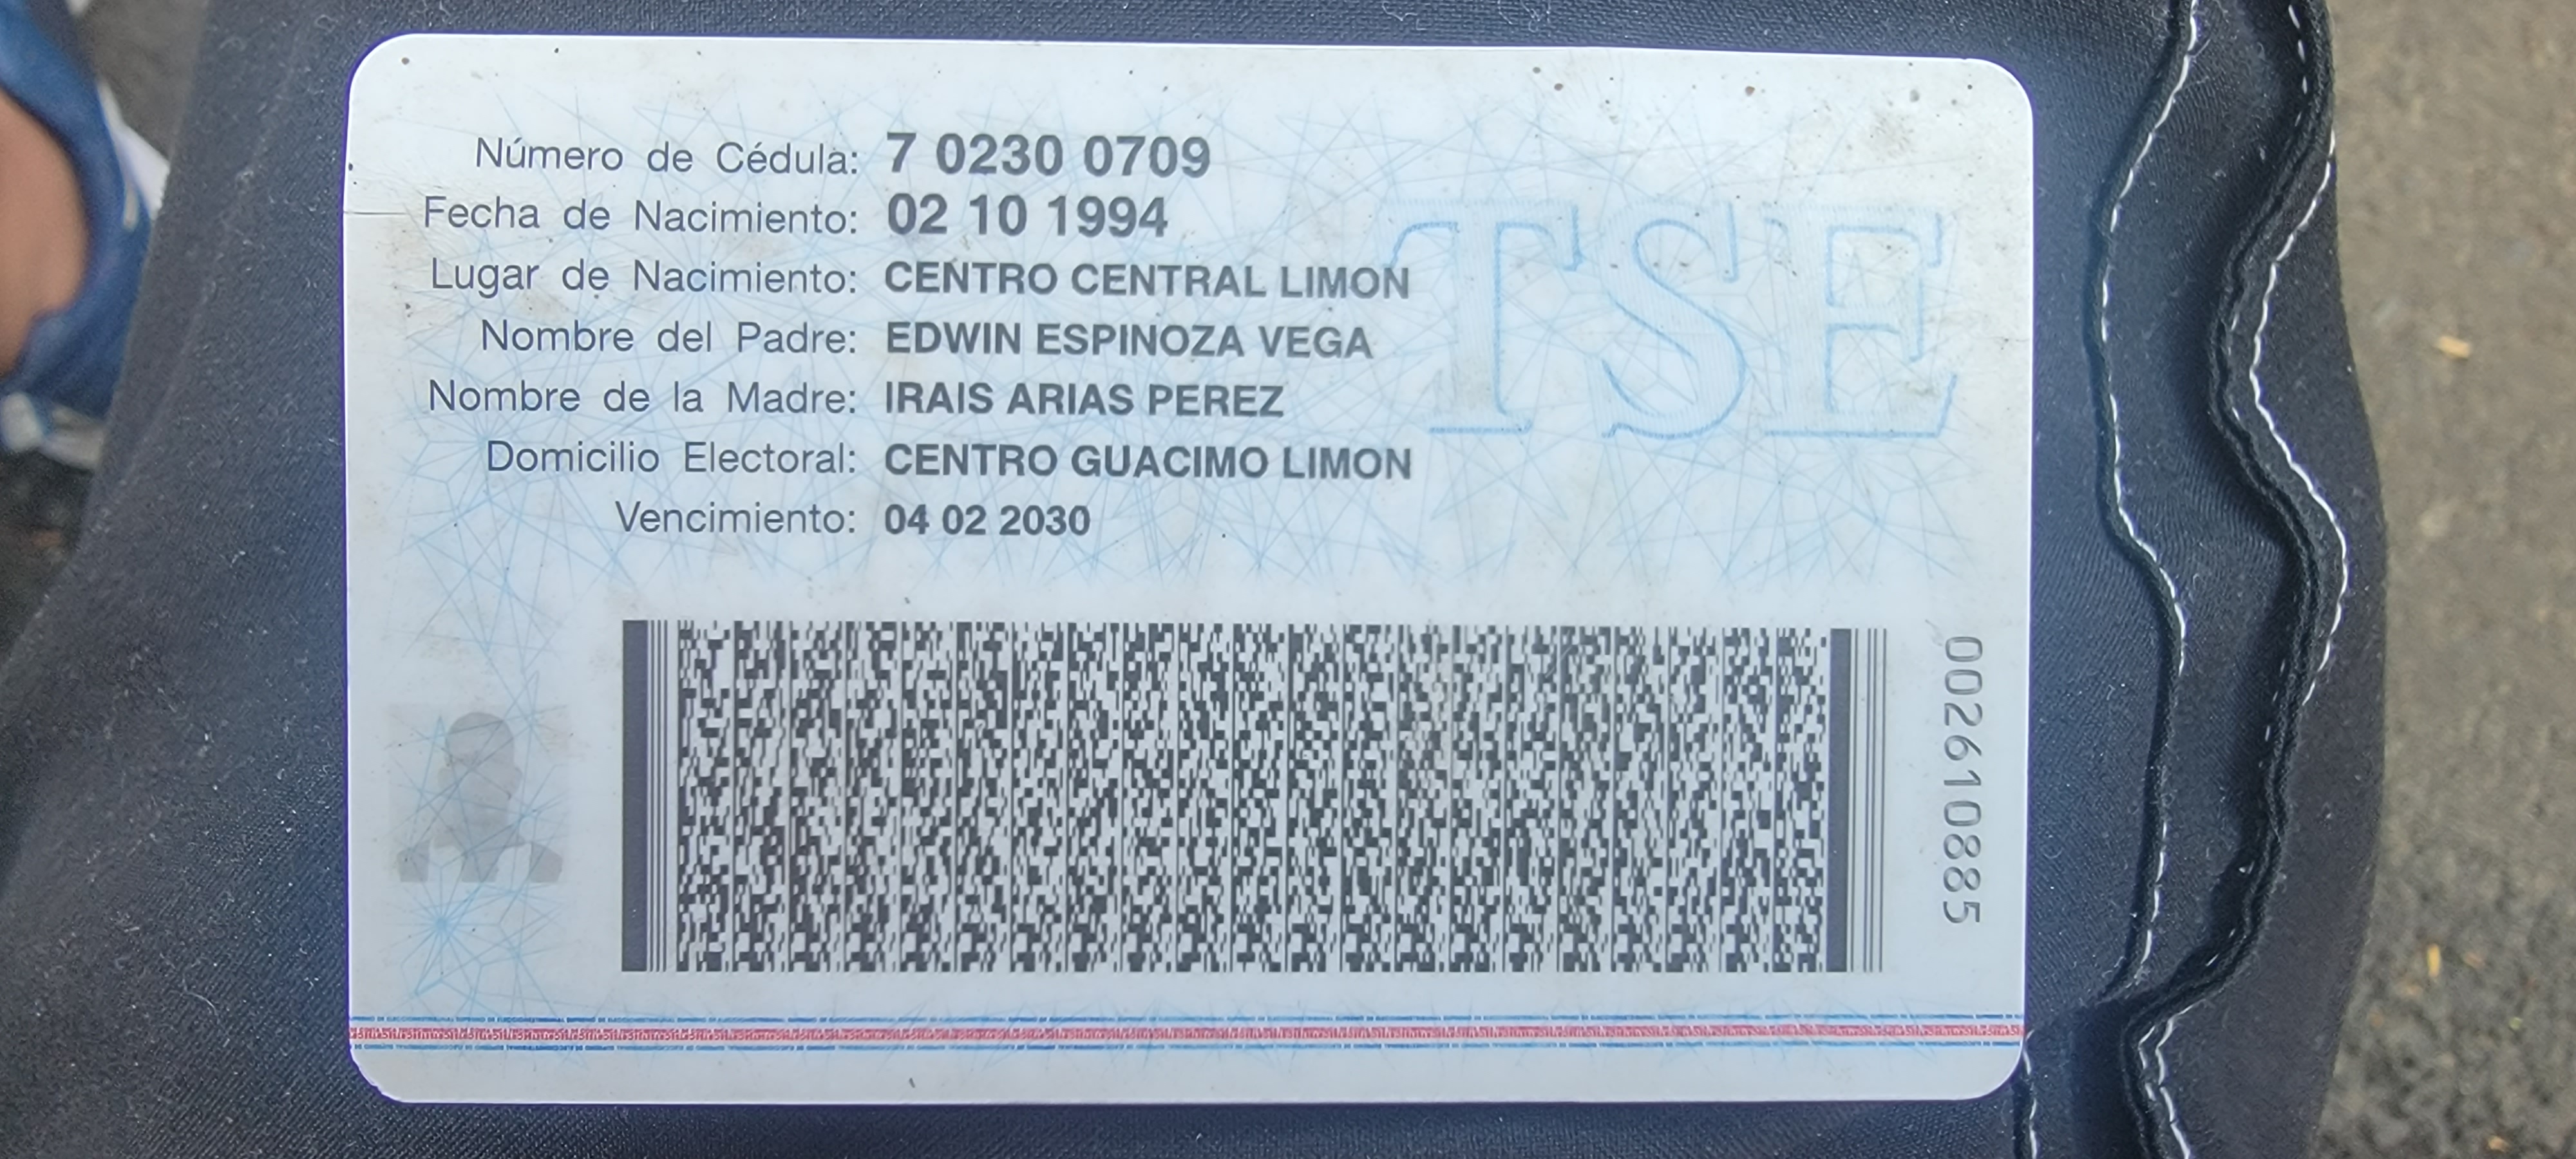 Número de Cédula: 7 0230 0709
Fecha de Nacimiento: 02 10 1994
Lugar de Nacimiento: CENTRO CENTRAL LIMON
Nombre del Padre: EDWIN ESPINOZA VEGA
Nombre de la Madre: IRAIS ARIAS PEREZ
Domicilio Electoral: CENTRO GUACIMO LIMON
Vencimiento: 04 02 2030
TSE
002610885